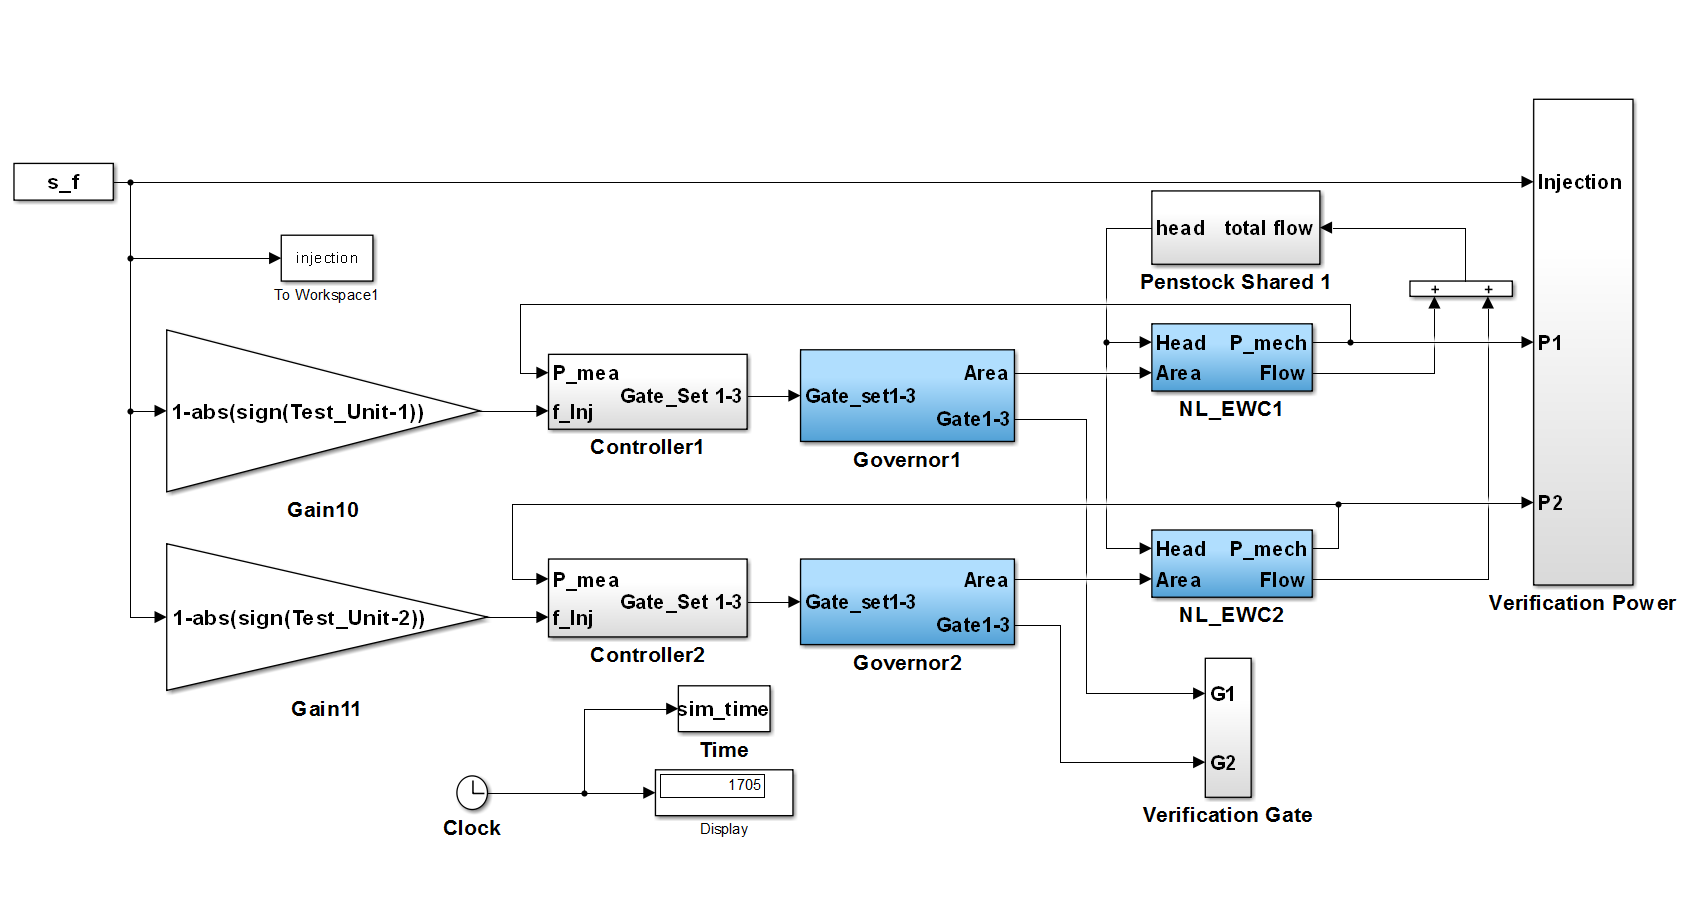 s_f
Injection
head total flow
Penstock Shared 1
injection
To Workspace1
+ +
Head P_mech
Area Flow
NL_EWC1
P1
1-abs(sign(Test_Unit-1))
Gain10
P_mea
Gate_Set 1-3
f_Inj
Controller1
Area
Gate_set1-3
Gate1-3
Governor1
P2
Head P_mech
Area Flow
NL_EWC2
Verification Power
1-abs(sign(Test_Unit-2))
Gain11
P_mea
Gate_Set 1-3
f_Inj
Controller2
Area
Gate_set1-3
Gate1-3
Governor2
G1
G2
Verification Gate
sim_time
Time
1705
Display
Clock